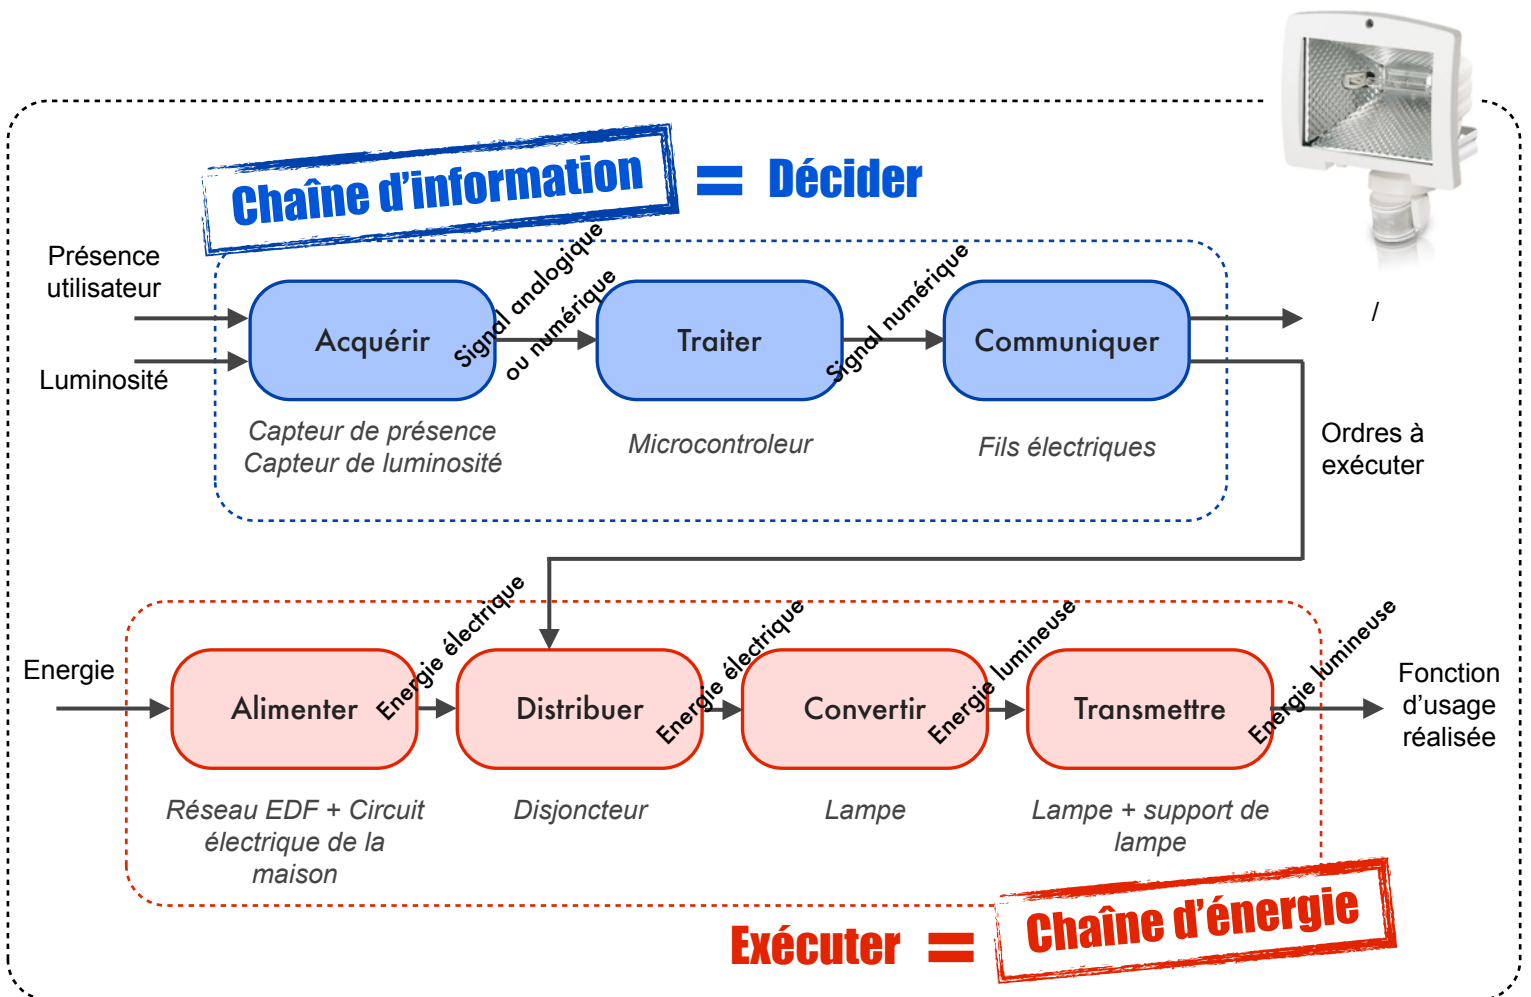 Chaîne d'information = Décider
Présence
utilisateur
Luminosité
Acquérir
Signal analogique
ou numérique
Traiter
Signal numérique
Communiquer
/
Capteur de présence
Capteur de luminosité
Microcontroleur
Fils électriques
Ordres à
exécuter
Energie
Alimenter
Energie électrique
Distribuer
Energie électrique
Convertir
Energie lumineuse
Transmettre
Energie lumineuse
Fonction
d'usage
réalisée
Réseau EDF + Circuit
électrique de la
maison
Disjoncteur
Lampe
Lampe + support de
lampe
Exécuter = Chaîne d'énergie